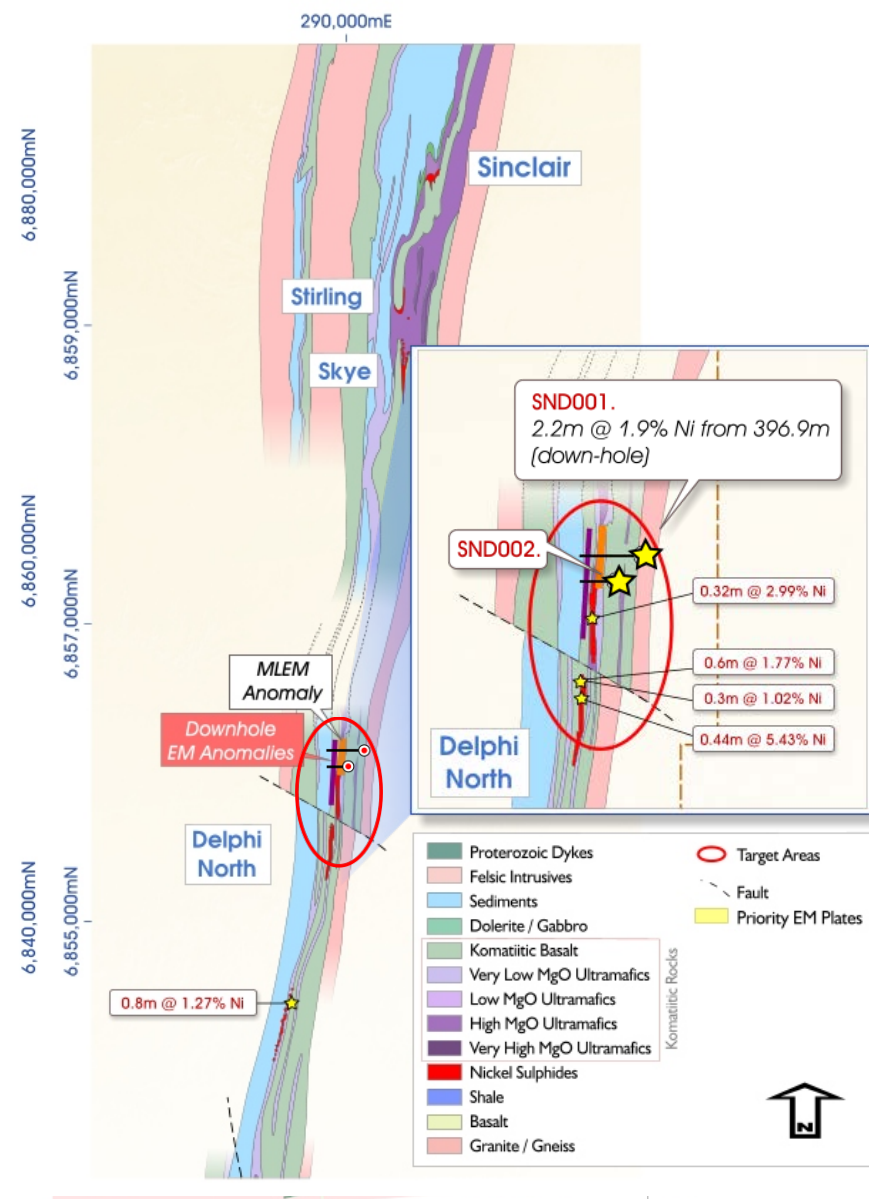 290,000mE
6,880,000mN
Sinclair
Stirling
6,859,000mN
Skye
SND001.
2.2m @ 1.9% Ni from 396.9m
(down-hole)
6,860,000mN
SND002.
6,857,000mN
0.32m @ 2.99% Ni
MLEM
Anomaly
0.6m @ 1.77% Ni
0.3m @ 1.02% Ni
Downhole
EM Anomalies
0.44m @ 5.43% Ni
Delphi
North
Delphi
North
6,840,000mN
6,855,000mN
0.8m @ 1.27% Ni
Proterozoic Dykes
Felsic Intrusives
Sediments
Dolerite / Gabbro
Komatiitic Basalt
Very Low MgO Ultramafics
Low MgO Ultramafics
High MgO Ultramafics
Very High MgO Ultramafics
Nickel Sulphides
Shale
Basalt
Granite / Gneiss
Komatiitic Rocks
Target Areas
Fault
Priority EM Plates
N